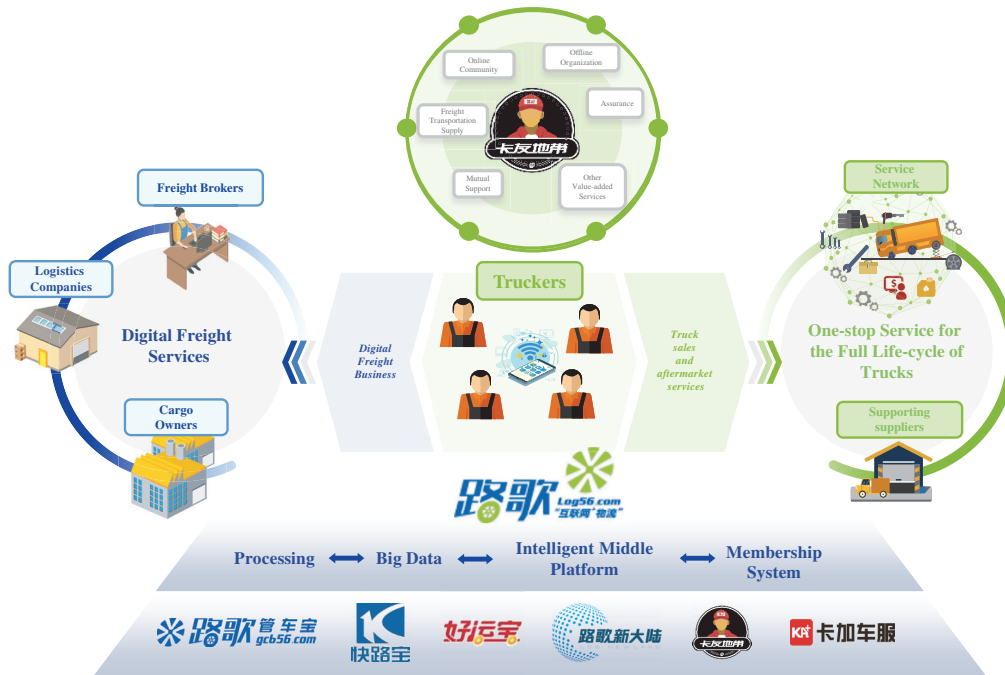 Online
Community
Offline
Organization
Freight
Transportation
Supply
Assurance
卡友地带
Mutual
Support
Other
Value-added
Services
Freight Brokers
Logistics
Companies
Digital Freight
Services
Cargo
Owners
Digital
Freight
Business
Truckers
Truck
sales
and
aftermarket
services
Service
Network
One-stop Service for
the Full Life-cycle of
Trucks
Supporting
suppliers
路歌
Log56.com
“互联网+物流”
Processing
Big Data
Intelligent Middle
Platform
Membership
System
路歌管车宝
gcb56.com
K
快路宝
好运宝
路歌新大陆
卡友地带
KA+
卡加车服